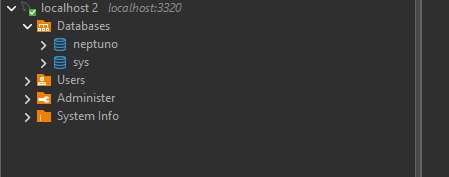 localhost 2 localhost:3320
Databases
neptuno
sys
Users
Administer
System Info